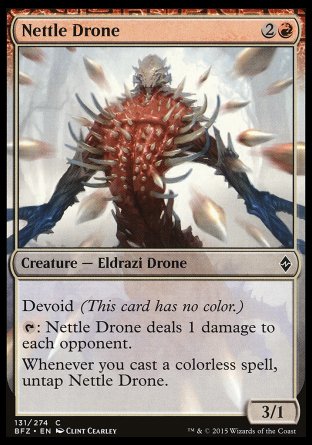 Nettle Drone 2
Creature — Eldrazi Drone
Devoid (This card has no color.)
: Nettle Drone deals 1 damage to
each opponent.
Whenever you cast a colorless spell,
untap Nettle Drone.
3/1
131/274 C
BFZ • EN Clint Cearley
™ & © 2015 Wizards of the Coast